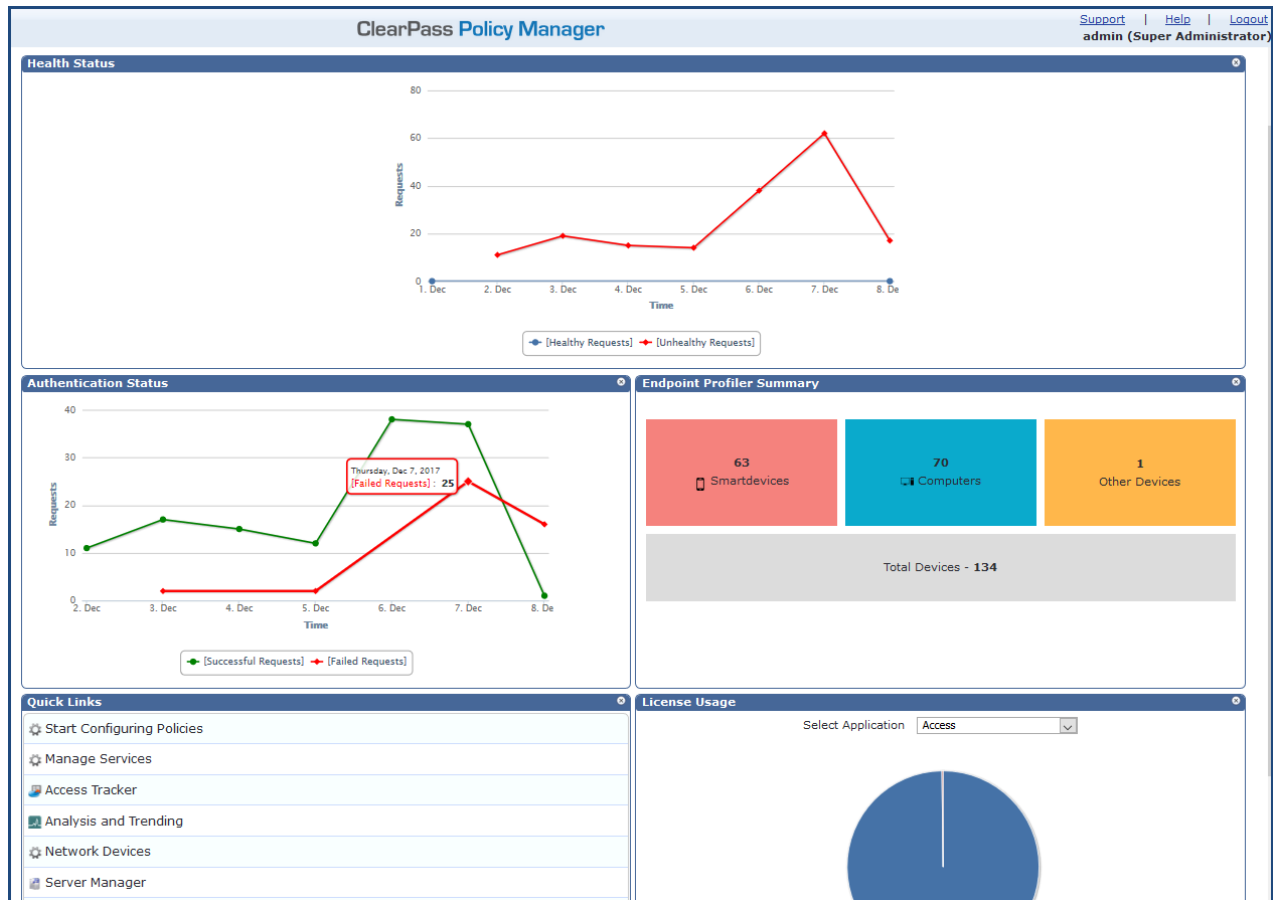 ClearPass Policy Manager
Support | Help | Logout
admin (Super Administrator)
Health Status
80
60
40
20
0
Requests
1. Dec 2. Dec 3. Dec 4. Dec 5. Dec 6. Dec 7. Dec 8. De
Time
[Healthy Requests] [Unhealthy Requests]
Authentication Status
40
30
20
10
0
Requests
Thursday, Dec 7, 2017
[Failed Requests] : 25
2. Dec 3. Dec 4. Dec 5. Dec 6. Dec 7. Dec 8. De
Time
[Successful Requests] [Failed Requests]
Endpoint Profiler Summary
63
Smartdevices
70
Computers
1
Other Devices
Total Devices - 134
Quick Links
Start Configuring Policies
Manage Services
Access Tracker
Analysis and Trending
Network Devices
Server Manager
License Usage
Select Application Access